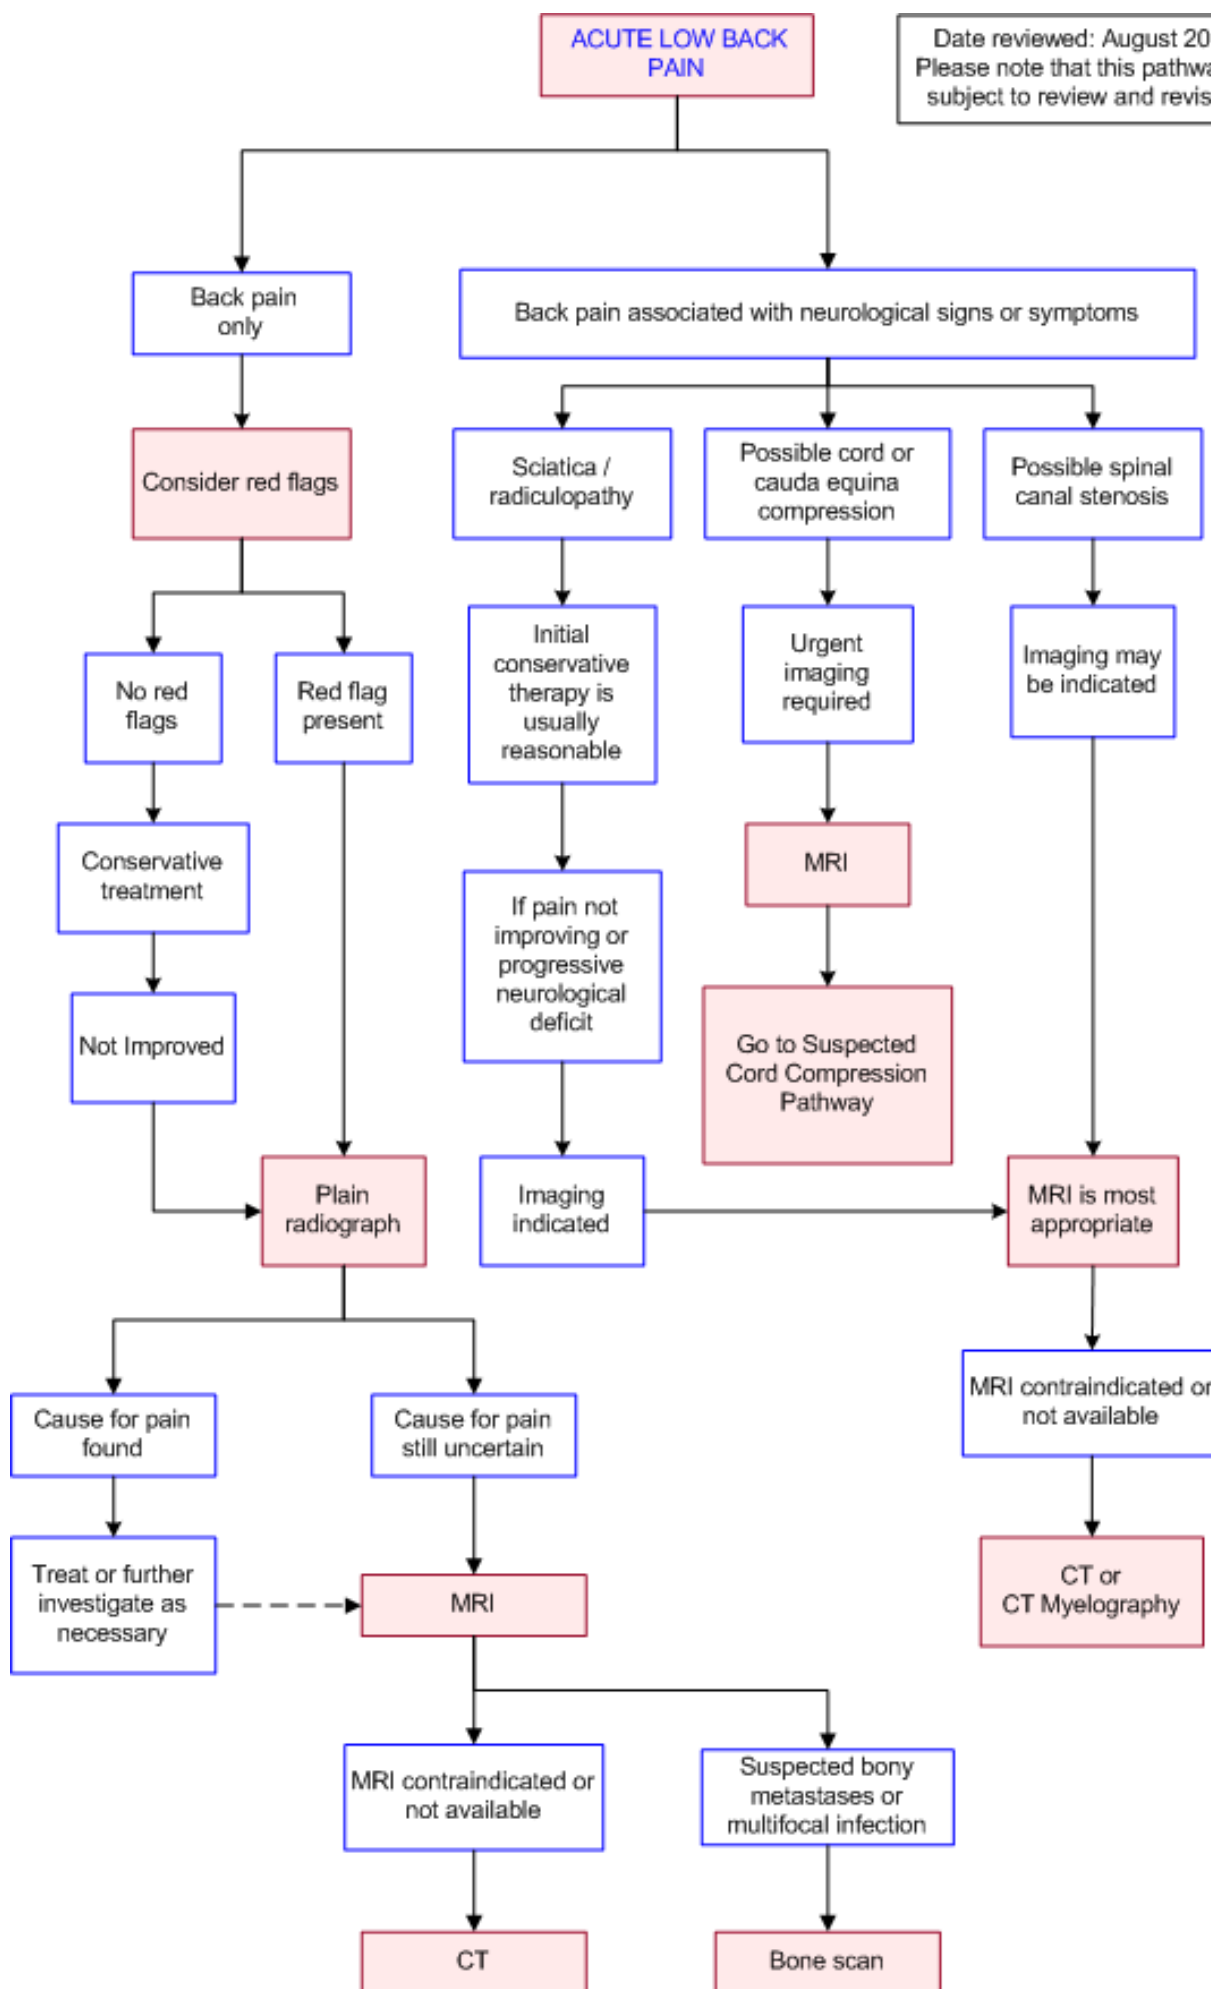 ACUTE LOW BACK
PAIN
Date reviewed: August 20
Please note that this pathwa
subject to review and revis
Back pain
only
Back pain associated with neurological signs or symptoms
Consider red flags
Sciatica /
radiculopathy
Possible cord or
cauda equina
compression
Possible spinal
canal stenosis
No red
flags
Red flag
present
Initial
conservative
therapy is
usually
reasonable
Urgent
imaging
required
Imaging may
be indicated
Conservative
treatment
MRI
If pain not
improving or
progressive
neurological
deficit
Not Improved
Go to Suspected
Cord Compression
Pathway
Plain
radiograph
Imaging
indicated
MRI is most
appropriate
Cause for pain
found
Cause for pain
still uncertain
MRI contraindicated or
not available
Treat or further
investigate as
necessary
MRI
CT or
CT Myelography
MRI contraindicated or
not available
Suspected bony
metastases or
multifocal infection
CT
Bone scan